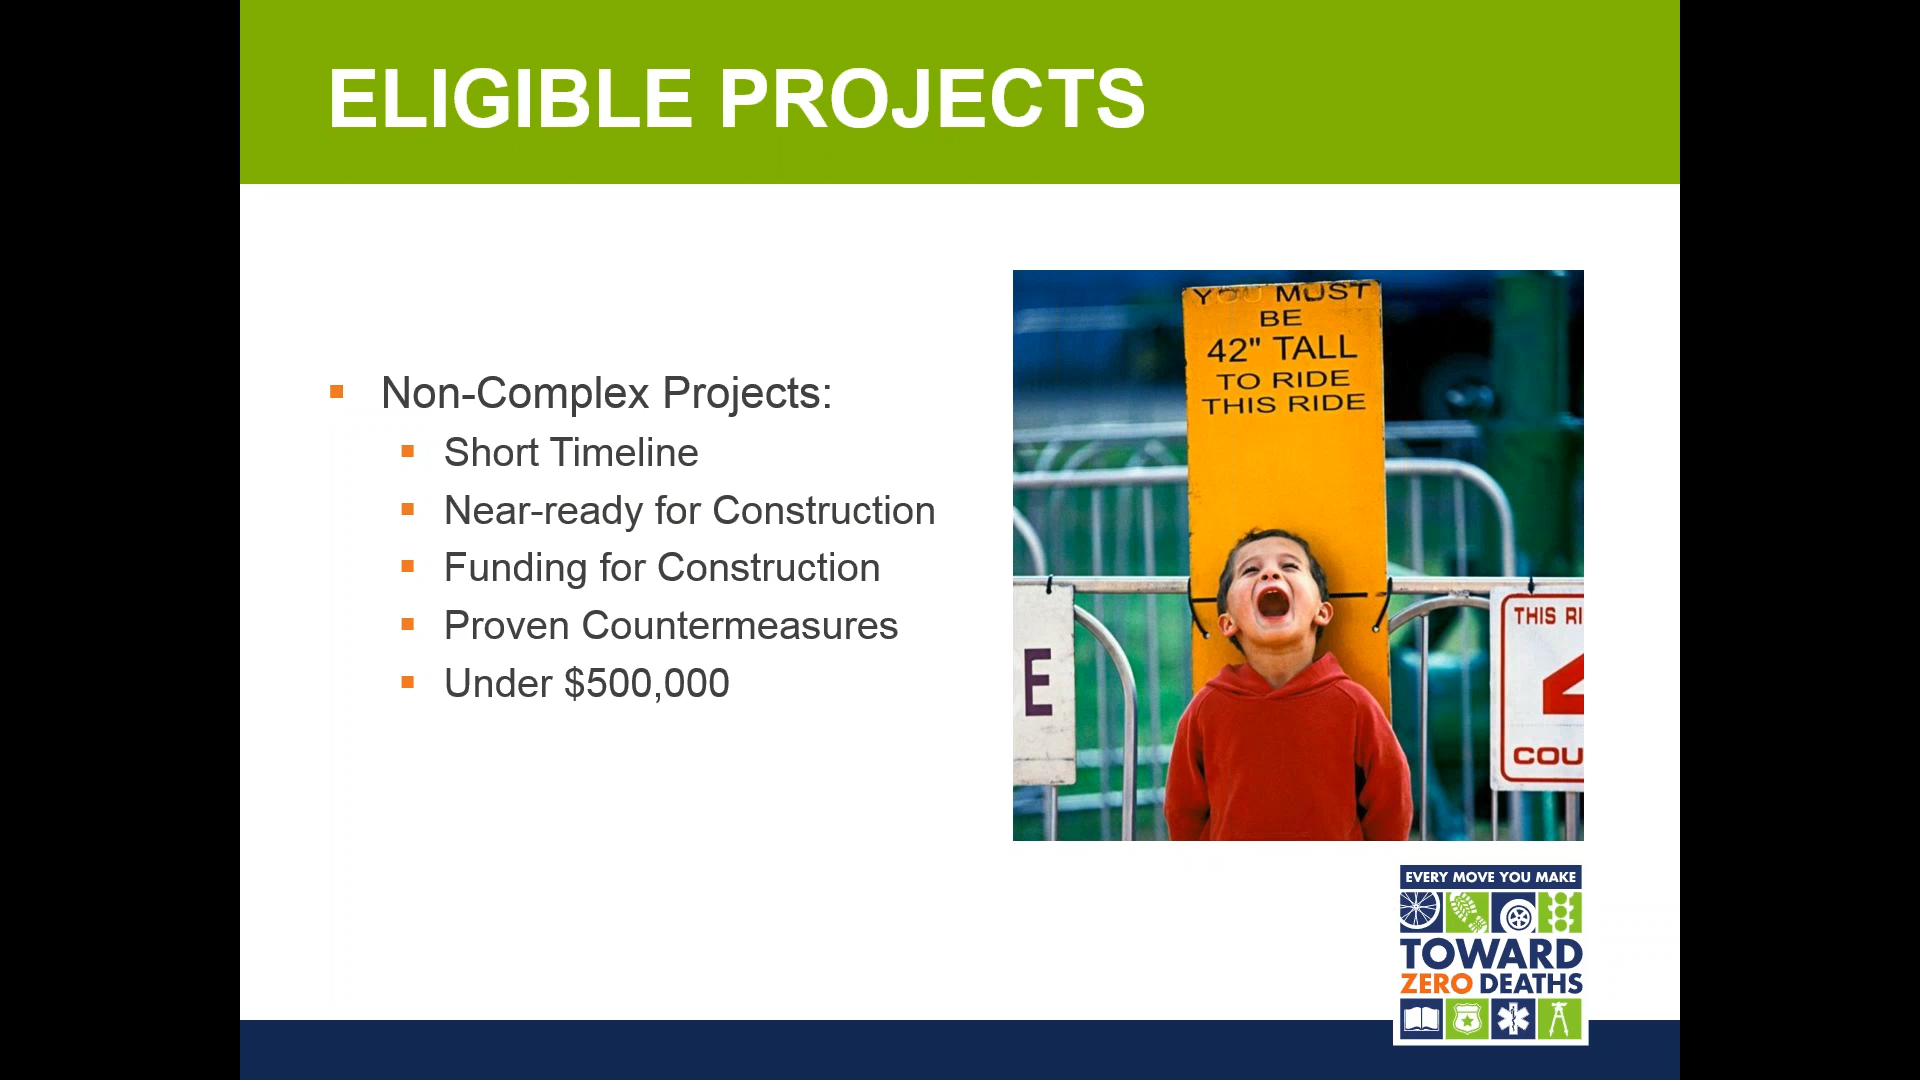 ELIGIBLE PROJECTS
Non-Complex Projects:
Short Timeline
Near-ready for Construction
Funding for Construction
Proven Countermeasures
Under $500,000
YOU MUST
BE
42" TALL
TO RIDE
THIS RIDE
E
THIS RI
COU
EVERY MOVE YOU MAKE
TOWARD
ZERO DEATHS